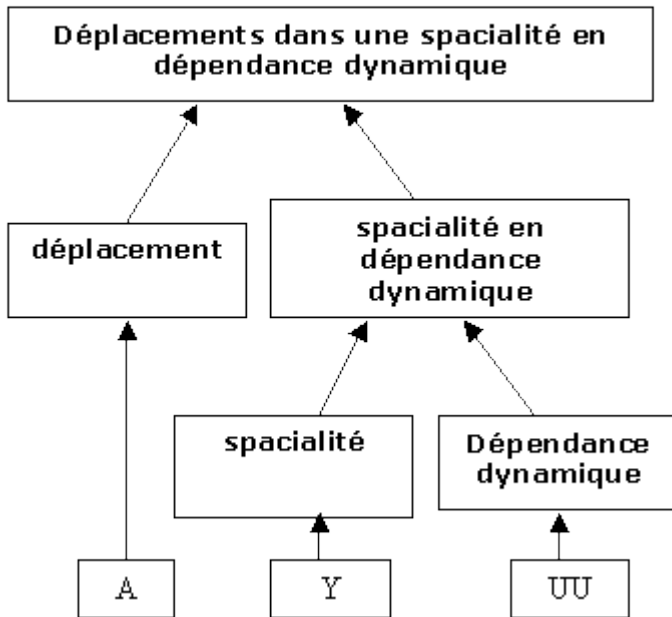 Déplacements dans une spacialité en
dépendance dynamique
déplacement
spacialité en
dépendance
dynamique
spacialité
Dépendance
dynamique
A
Y
UU